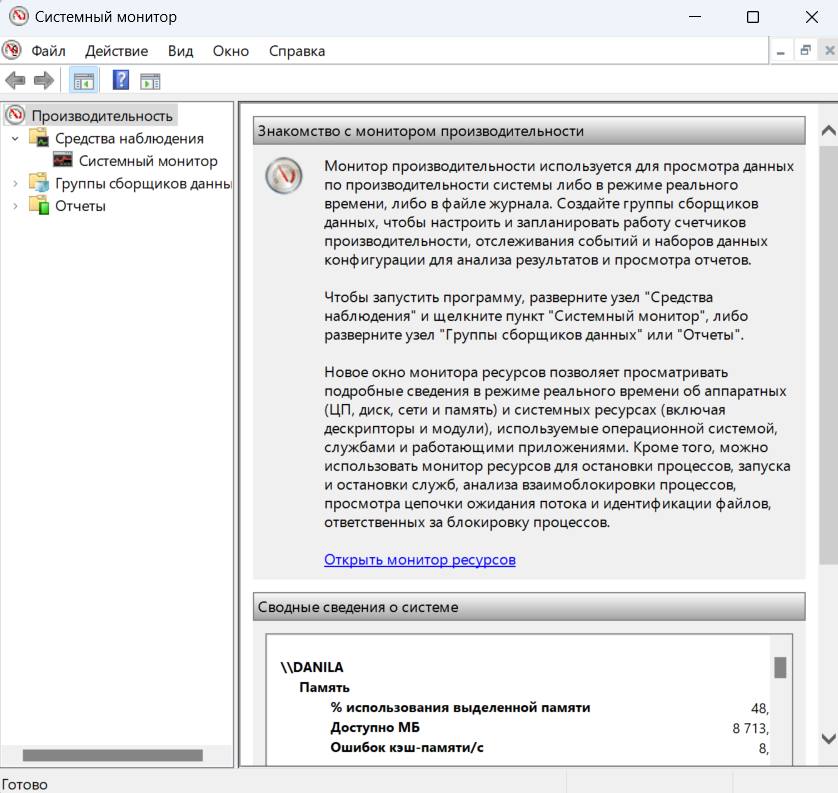 Системный монитор
Файл Действие Вид Окно Справка
Производительность
Средства наблюдения
Системный монитор
Группы сборщиков данны
Отчеты
Знакомство с монитором производительности
Монитор производительности используется для просмотра данных
по производительности системы либо в режиме реального
времени, либо в файле журнала. Создайте группы сборщиков
данных, чтобы настроить и запланировать работу счетчиков
производительности, отслеживания событий и наборов данных
конфигурации для анализа результатов и просмотра отчетов.
Чтобы запустить программу, разверните узел "Средства
наблюдения" и щелкните пункт "Системный монитор", либо
разверните узел "Группы сборщиков данных" или "Отчеты".
Новое окно монитора ресурсов позволяет просматривать
подробные сведения в режиме реального времени об аппаратных
(ЦП, диск, сети и память) и системных ресурсах (включая
дескрипторы и модули), используемые операционной системой,
службами и работающими приложениями. Кроме того, можно
использовать монитор ресурсов для остановки процессов, запуска
и остановки служб, анализа взаимоблокировки процессов,
просмотра цепочки ожидания потока и идентификации файлов,
ответственных за блокировку процессов.
Открыть монитор ресурсов
Сводные сведения о системе
\\DANILA
Память
% использования выделенной памяти 48,
Доступно МБ 8 713,
Ошибок кэш-памяти/с 8,
Готово